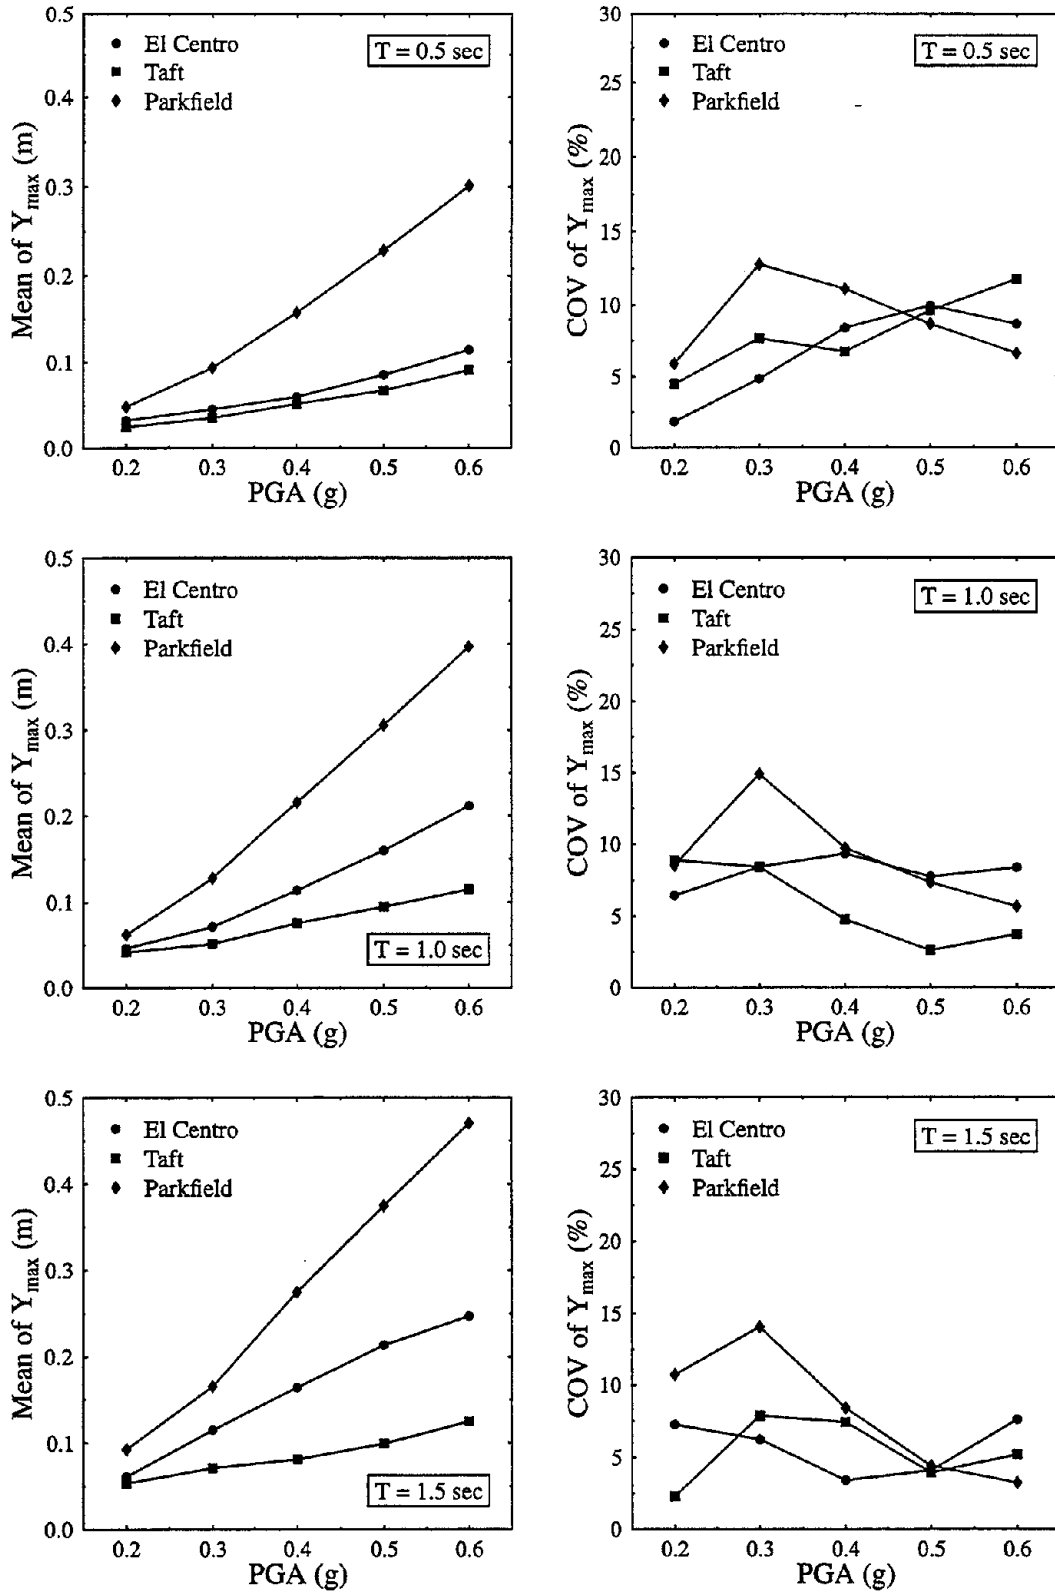 0.5
0.4
0.3
0.2
0.1
0.0
Mean of Y_max (m)
El Centro
Taft
Parkfield
T = 0.5 sec
0.2 0.3 0.4 0.5 0.6
PGA (g)
30
25
20
15
10
5
0
COV of Y_max (%)
El Centro
Taft
Parkfield
T = 0.5 sec
0.2 0.3 0.4 0.5 0.6
PGA (g)
0.5
0.4
0.3
0.2
0.1
0.0
Mean of Y_max (m)
El Centro
Taft
Parkfield
T = 1.0 sec
0.2 0.3 0.4 0.5 0.6
PGA (g)
30
25
20
15
10
5
0
COV of Y_max (%)
El Centro
Taft
Parkfield
T = 1.0 sec
0.2 0.3 0.4 0.5 0.6
PGA (g)
0.5
0.4
0.3
0.2
0.1
0.0
Mean of Y_max (m)
El Centro
Taft
Parkfield
T = 1.5 sec
0.2 0.3 0.4 0.5 0.6
PGA (g)
30
25
20
15
10
5
0
COV of Y_max (%)
El Centro
Taft
Parkfield
T = 1.5 sec
0.2 0.3 0.4 0.5 0.6
PGA (g)